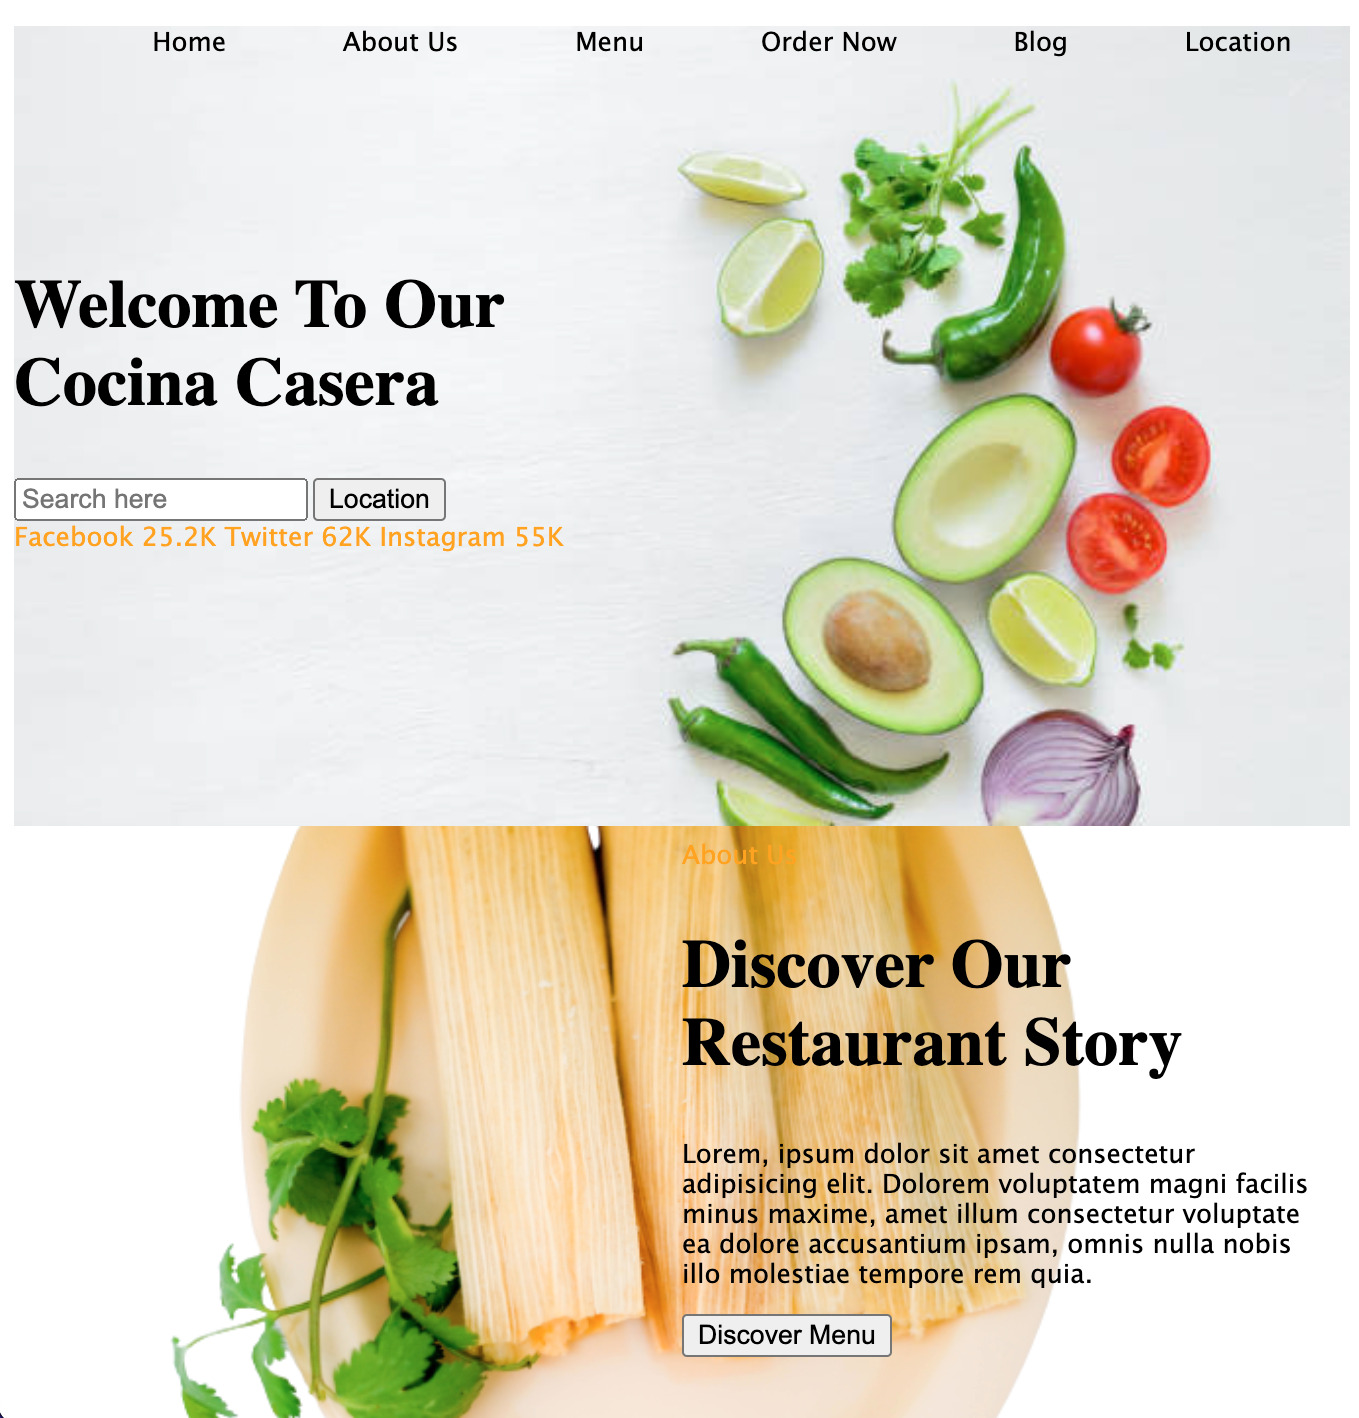 Home About Us Menu Order Now Blog Location
Welcome To Our
Cocina Casera
Search here Location
Facebook 25.2K Twitter 62K Instagram 55K
About Us
Discover Our
Restaurant Story
Lorem, ipsum dolor sit amet consectetur
adipisicing elit. Dolorem voluptatem magni facilis
minus maxime, amet illum consectetur voluptate
ea dolore accusantium ipsam, omnis nulla nobis
illo molestiae tempore rem quia.
Discover Menu